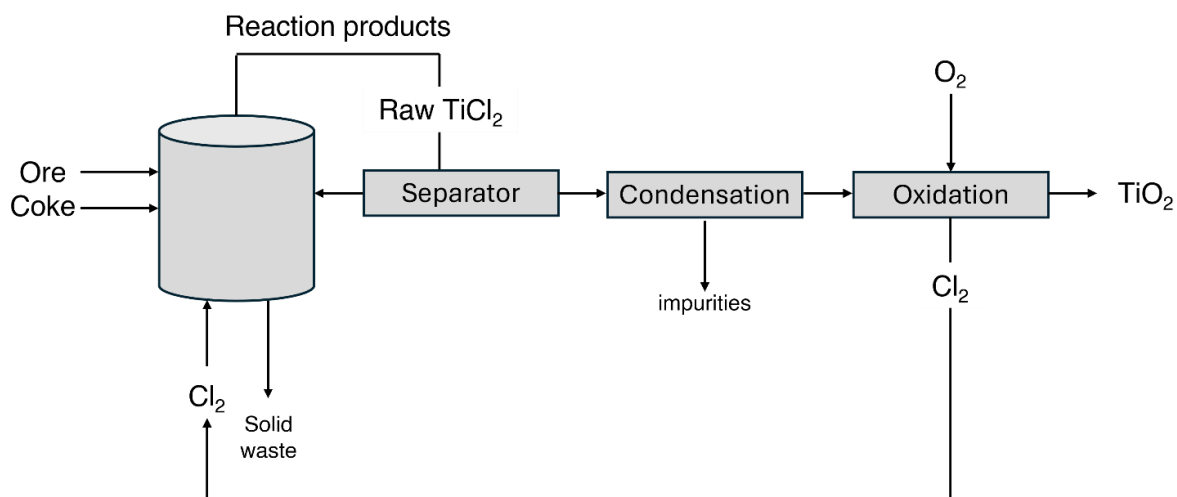 Reaction products
Raw TiCl₂
O₂
Ore
Coke
Separator
Condensation
Oxidation
TiO₂
impurities
Cl₂
Cl₂
Solid
waste